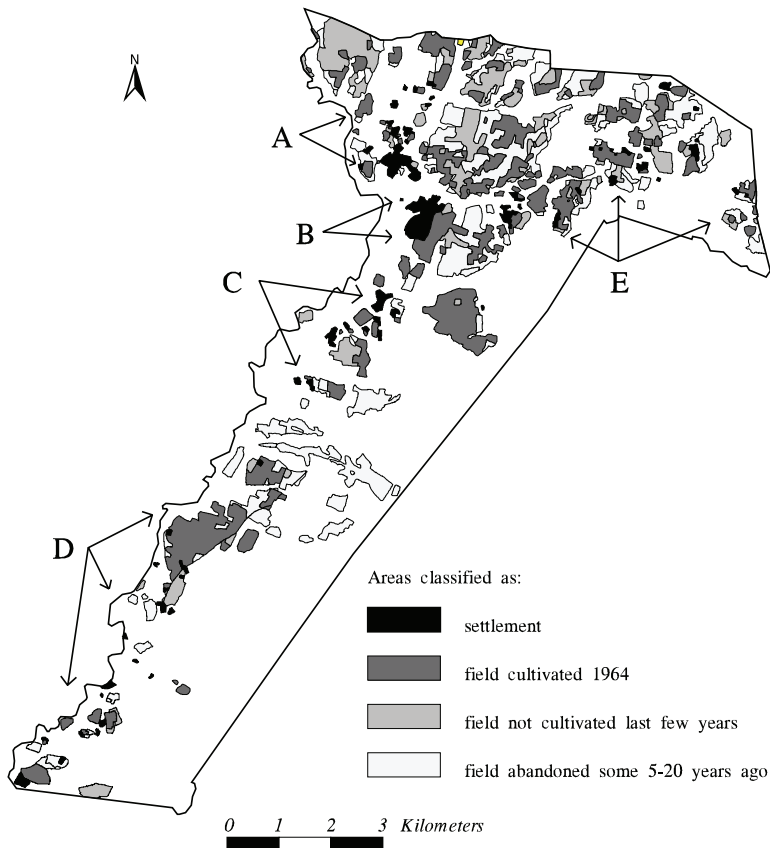 N
A
B
C
E
D
Areas classified as:
settlement
field cultivated 1964
field not cultivated last few years
field abandoned some 5-20 years ago
0 1 2 3 Kilometers